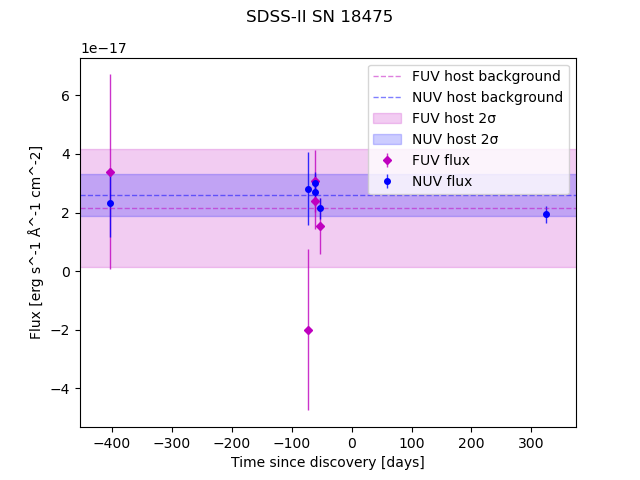 SDSS-II SN 18475
1e−17
FUV host background
NUV host background
FUV host 2σ
NUV host 2σ
FUV flux
NUV flux
6
4
2
0
−2
−4
Flux [erg s^-1 Å^-1 cm^-2]
−400 −300 −200 −100 0 100 200 300
Time since discovery [days]